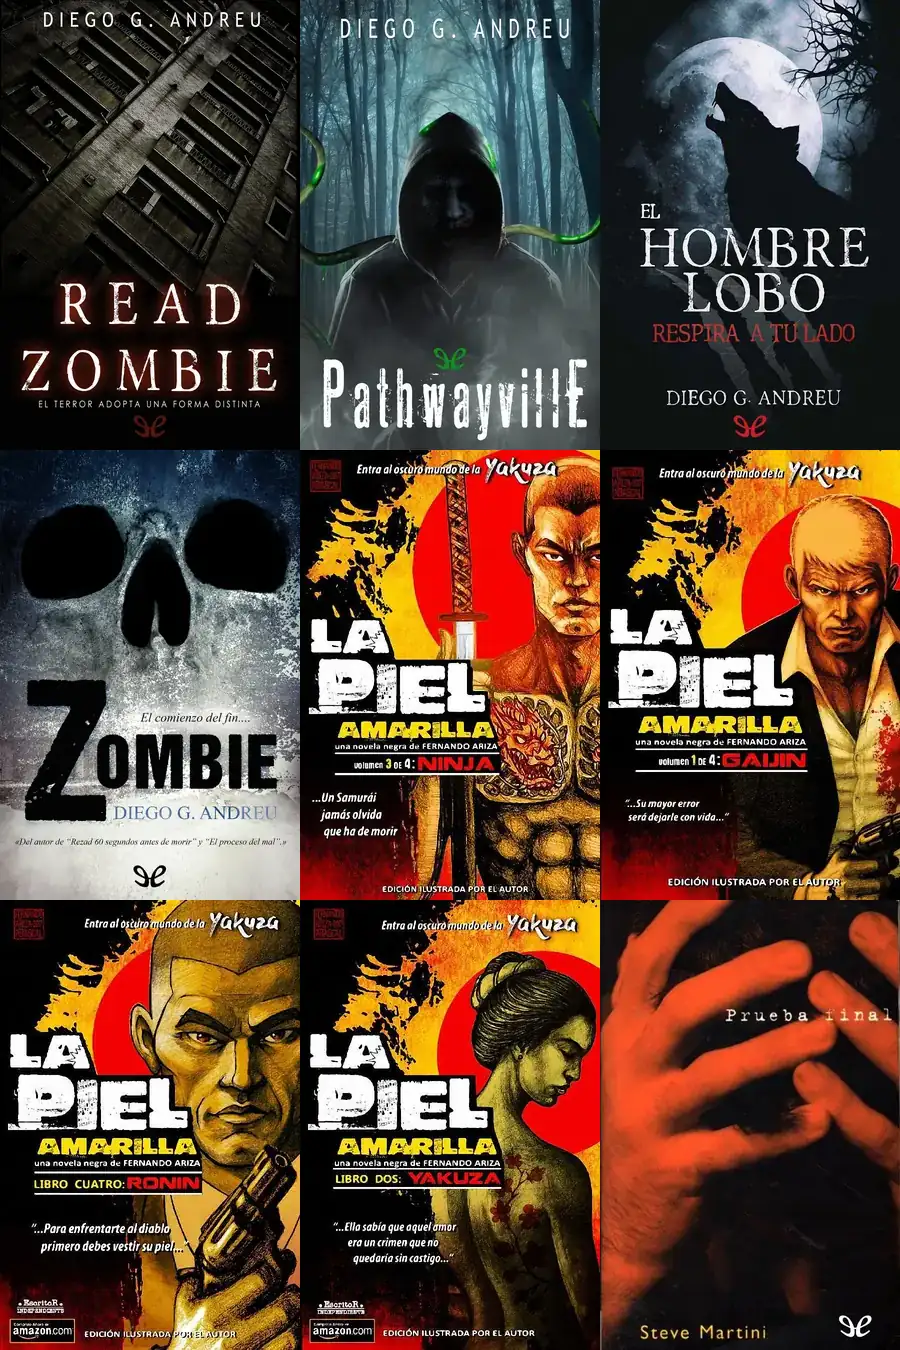 DIEGO G. ANDREU
READ
ZOMBIE
EL TERROR ADOPTA UNA FORMA DISTINTA
DIEGO G. ANDREU
PathwayvillE
EL
HOMBRE
LOBO
RESPIRA A TU LADO
DIEGO G. ANDREU
El comienzo del fin....
ZOMBIE
DIEGO G. ANDREU
«Del autor de “Rezad 60 segundos antes de morir” y “El proceso del mal”.»
Entra al oscuro mundo de la Yakuza
LA
PIEL
AMARILLA
una novela negra de FERNANDO ARIZA
volumen 3 DE 4: NINJA
...Un Samurái
jamás olvida
que ha de morir
EDICIÓN ILUSTRADA POR EL AUTOR
Entra al oscuro mundo de la Yakuza
LA
PIEL
AMARILLA
una novela negra de FERNANDO ARIZA
volumen 1 DE 4: GAIJIN
“...Su mayor error
será dejarle con vida...”
EDICIÓN ILUSTRADA POR EL AUTOR
Entra al oscuro mundo de la Yakuza
LA
PIEL
AMARILLA
una novela negra de FERNANDO ARIZA
LIBRO CUATRO: RONIN
“...Para enfrentarte al diablo
primero debes vestir su piel...”
EscritoR
INDEPENDIENTE
amazon.com
EDICIÓN ILUSTRADA POR EL AUTOR
Entra al oscuro mundo de la Yakuza
LA
PIEL
AMARILLA
una novela negra de FERNANDO ARIZA
LIBRO DOS: YAKUZA
“...Ella sabía que aquel amor
era un crimen que no
quedaría sin castigo...”
EscritoR
INDEPENDIENTE
amazon.com
EDICIÓN ILUSTRADA POR EL AUTOR
Prueba final
Steve Martini